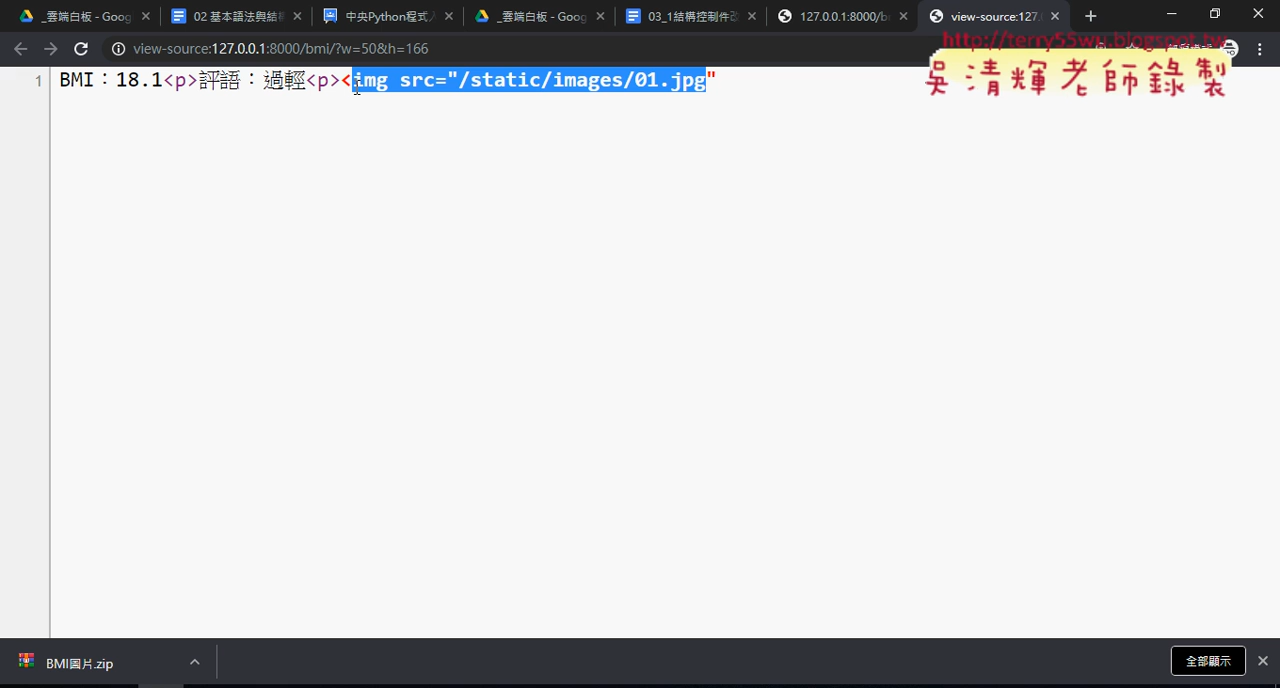 _雲端白板 - Goog
02 基本語法與結
中央Python程式
_雲端白板 - Goog
03_1結構控制件改
127.0.0.1:8000/b
view-source:127.
view-source:127.0.0.1:8000/bmi/?w=50&h=166
http://terry55wu.blogspot.tw
吳清輝老師錄製
1 BMI：18.1<p>評語：過輕<p><img src="/static/images/01.jpg"
BMI圖片.zip
全部顯示